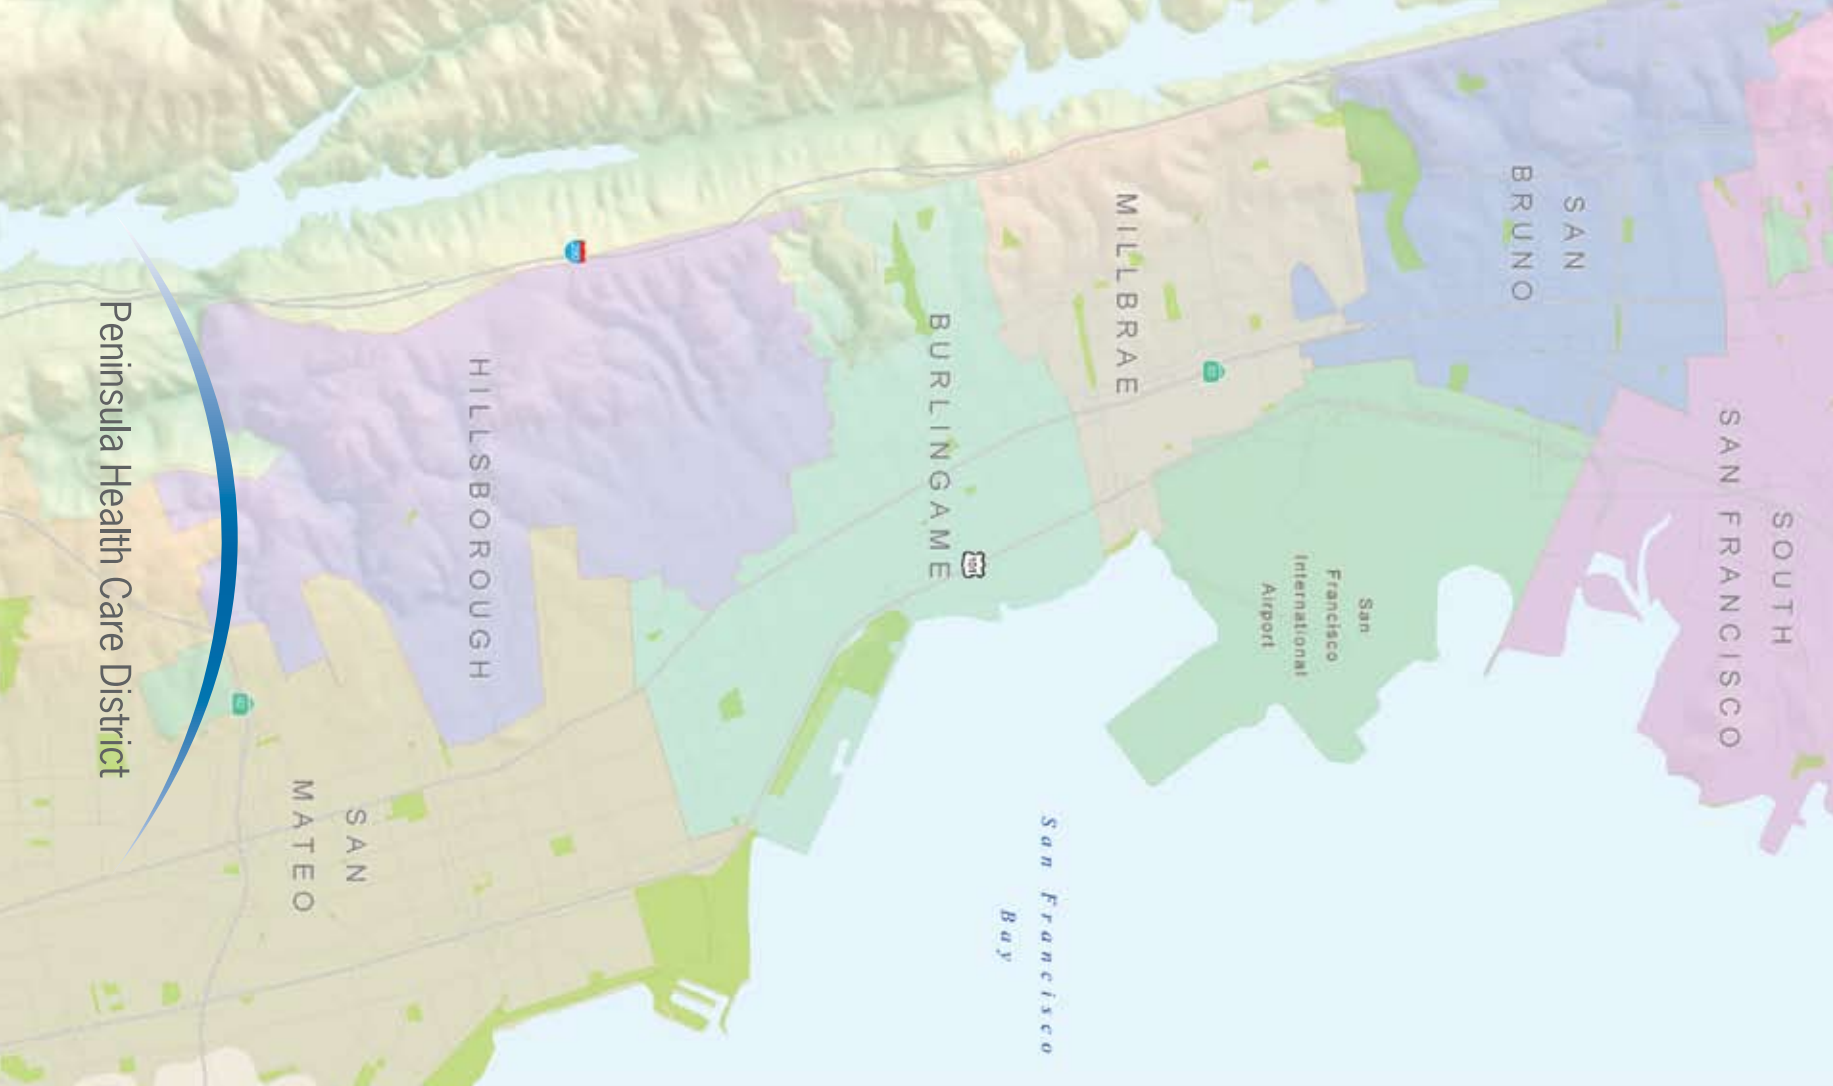 SOUTH
SAN FRANCISCO
SAN
BRUNO
San
Francisco
International
Airport
MILLBRAE
San Francisco
Bay
101
BURLINGAME
HILLSBOROUGH
SAN
MATEO
Peninsula Health Care District